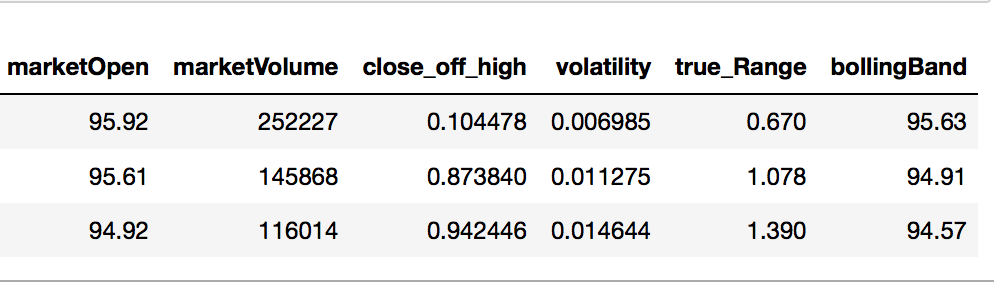 marketOpen marketVolume close_off_high volatility true_Range bollingBand
95.92 252227 0.104478 0.006985 0.670 95.63
95.61 145868 0.873840 0.011275 1.078 94.91
94.92 116014 0.942446 0.014644 1.390 94.57